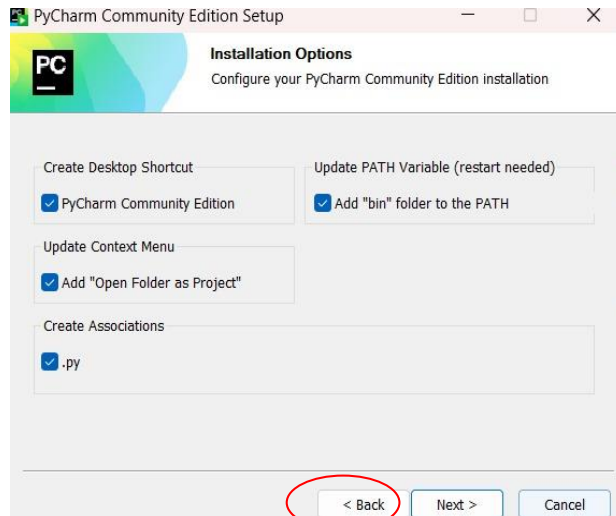 PyCharm Community Edition Setup
PC
Installation Options
Configure your PyCharm Community Edition installation
Create Desktop Shortcut
Update PATH Variable (restart needed)
PyCharm Community Edition
Add "bin" folder to the PATH
Update Context Menu
Add "Open Folder as Project"
Create Associations
.py
< Back
Next >
Cancel